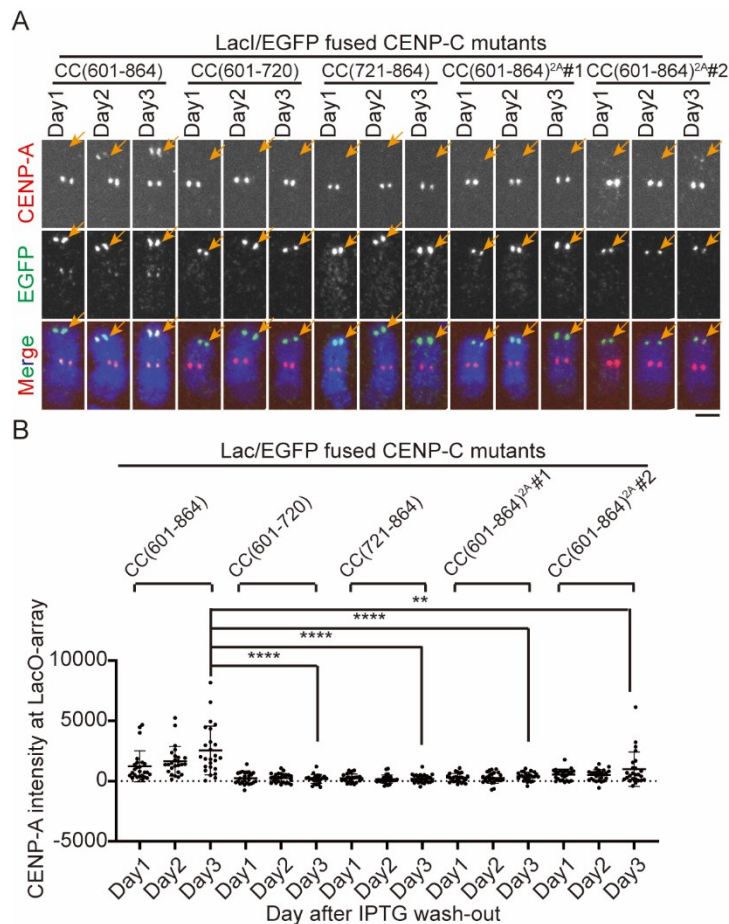 A
LacI/EGFP fused CENP-C mutants
CC(601-864) CC(601-720) CC(721-864) CC(601-864)²ᴬ#1 CC(601-864)²ᴬ#2
Day1 Day2 Day3 Day1 Day2 Day3 Day1 Day2 Day3 Day1 Day2 Day3 Day1 Day2 Day3
CENP-A
EGFP
Merge
B
Lac/EGFP fused CENP-C mutants
CC(601-864) CC(601-720) CC(721-864) CC(601-864)²ᴬ#1 CC(601-864)²ᴬ#2
**
****
****
****
CENP-A intensity at LacO-array
10000
5000
0
-5000
Day1 Day2 Day3 Day1 Day2 Day3 Day1 Day2 Day3 Day1 Day2 Day3 Day1 Day2 Day3
Day after IPTG wash-out